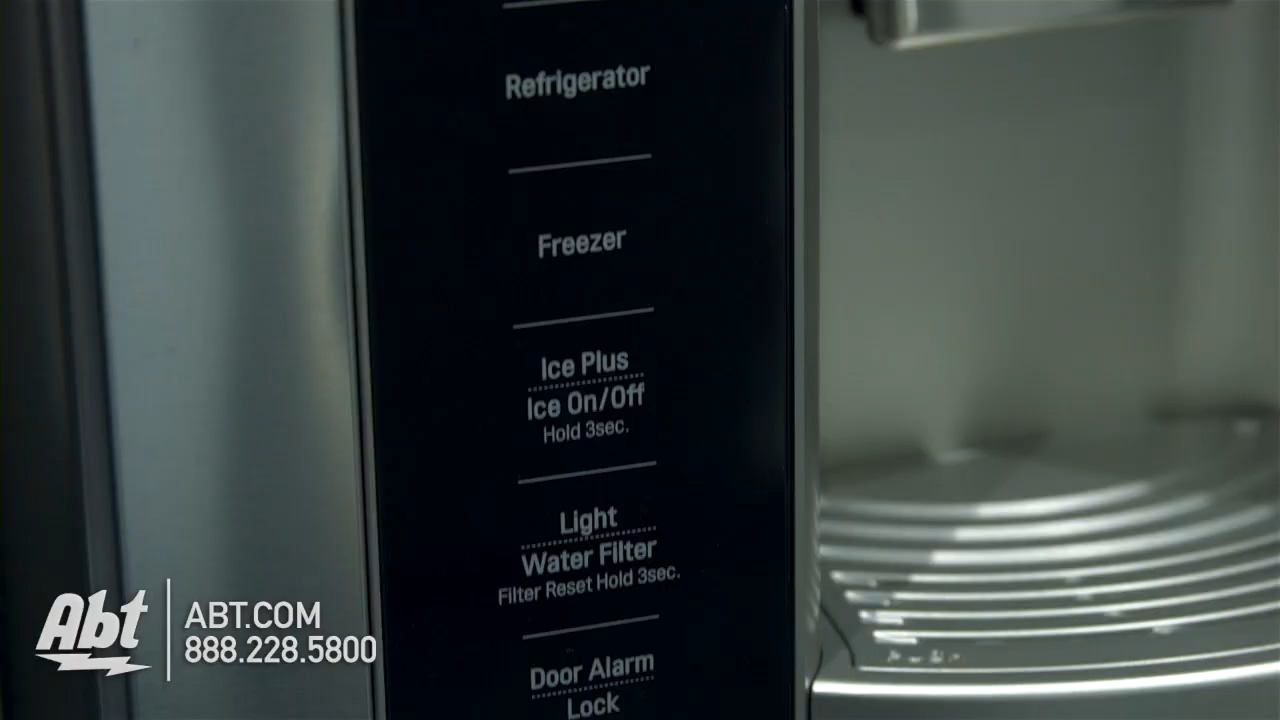 Refrigerator
Freezer
Ice Plus
Ice On/Off
Hold 3sec.
Light
Water Filter
Filter Reset Hold 3sec.
Door Alarm
Lock
Abt
ABT.COM
888.228.5800